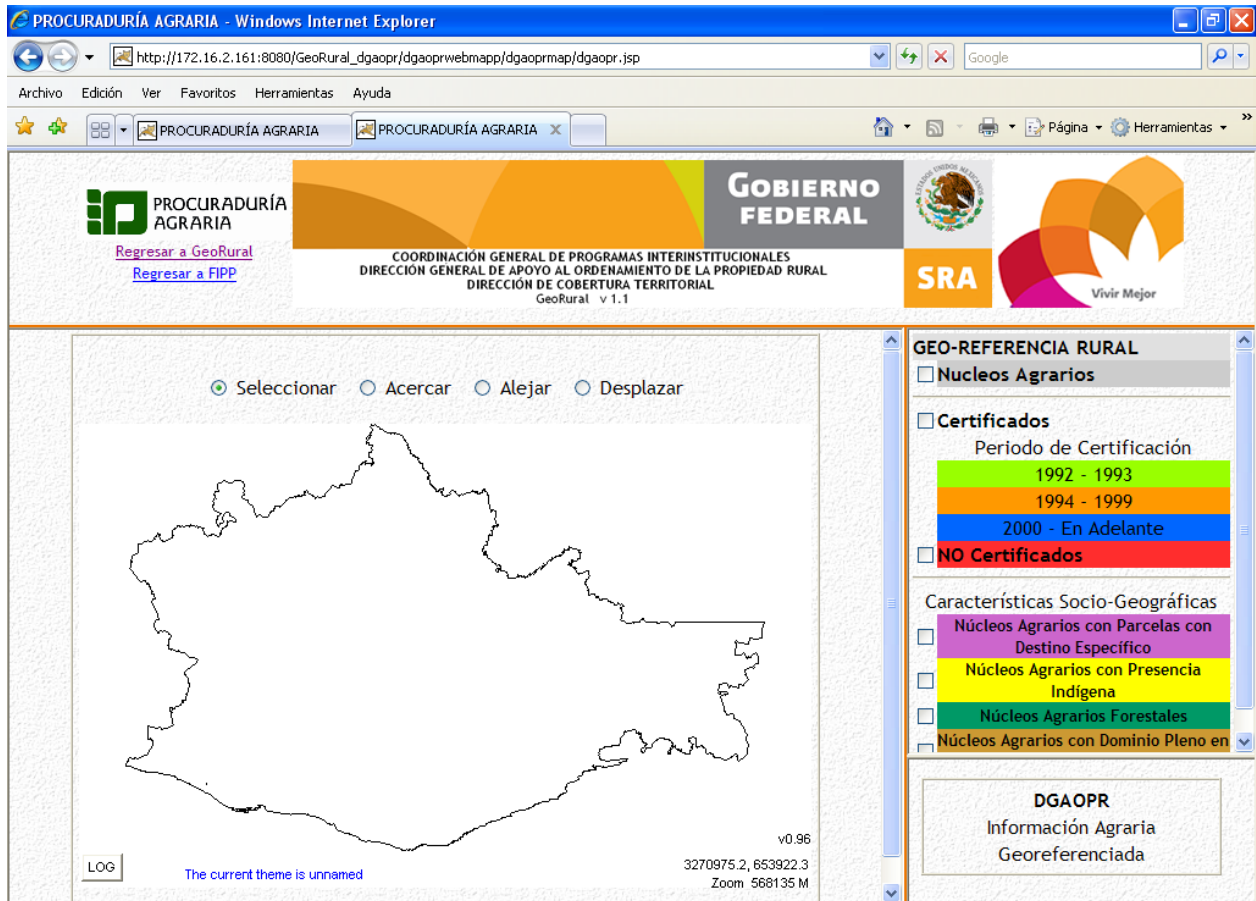 PROCURADURÍA AGRARIA - Windows Internet Explorer
http://172.16.2.161:8080/GeoRural_dgaopr/dgaoprwebmapp/dgaoprmap/dgaopr.jsp
Google
Archivo Edición Ver Favoritos Herramientas Ayuda
PROCURADURÍA AGRARIA
PROCURADURÍA AGRARIA
Página
Herramientas
PROCURADURÍA
AGRARIA
Regresar a GeoRural
Regresar a FIPP
GOBIERNO
FEDERAL
COORDINACIÓN GENERAL DE PROGRAMAS INTERINSTITUCIONALES
DIRECCIÓN GENERAL DE APOYO AL ORDENAMIENTO DE LA PROPIEDAD RURAL
DIRECCIÓN DE COBERTURA TERRITORIAL
GeoRural v 1.1
ESTADOS UNIDOS MEXICANOS
SRA
Vivir Mejor
Seleccionar Acercar Alejar Desplazar
v0.96
LOG
The current theme is unnamed
3270975.2, 653922.3
Zoom 568135 M
GEO-REFERENCIA RURAL
Nucleos Agrarios
Certificados
Periodo de Certificación
1992 - 1993
1994 - 1999
2000 - En Adelante
NO Certificados
Características Socio-Geográficas
Núcleos Agrarios con Parcelas con
Destino Específico
Núcleos Agrarios con Presencia
Indígena
Núcleos Agrarios Forestales
Núcleos Agrarios con Dominio Pleno en
DGAOPR
Información Agraria
Georeferenciada